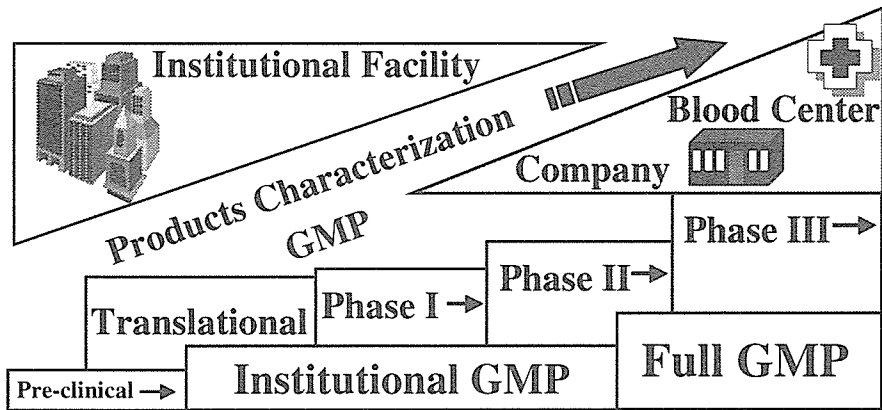 Institutional Facility
Products Characterization
GMP
Blood Center
Company
Pre-clinical
Translational
Phase I
Phase II
Phase III
Institutional GMP
Full GMP